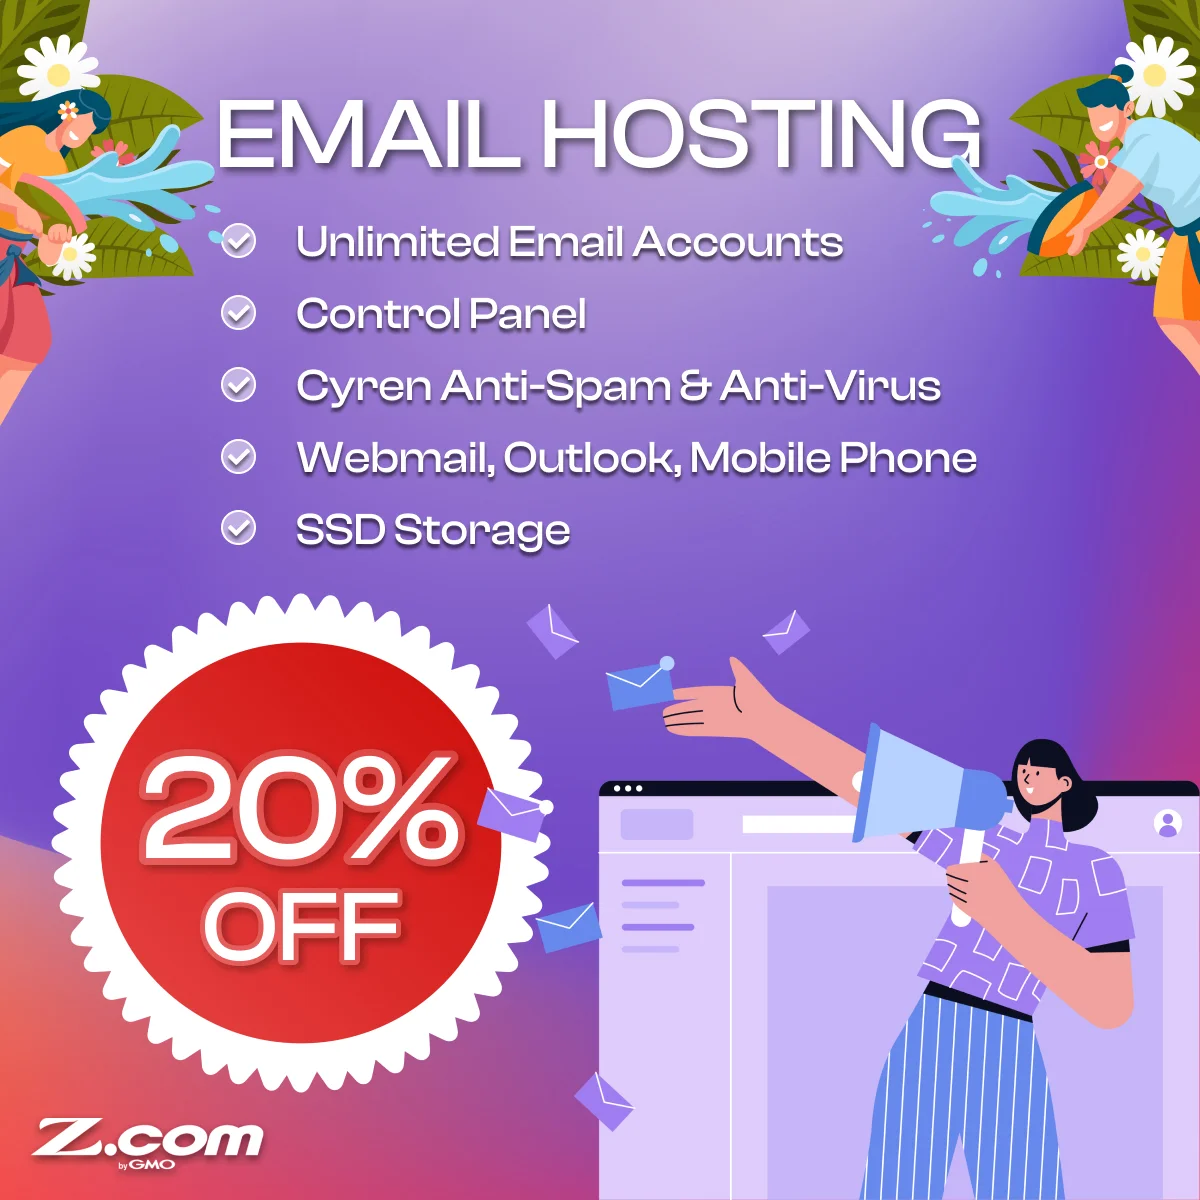 EMAIL HOSTING
Unlimited Email Accounts
Control Panel
Cyren Anti-Spam & Anti-Virus
Webmail, Outlook, Mobile Phone
SSD Storage
20%
OFF
Z.com
by GMO